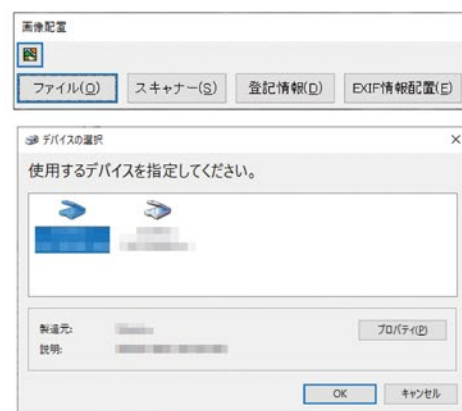 画像配置
ファイル(O) スキャナー(S) 登記情報(D) EXIF情報配置(E)
デバイスの選択
使用するデバイスを指定してください。
製造元:
プロパティ(P)
説明:
OK キャンセル